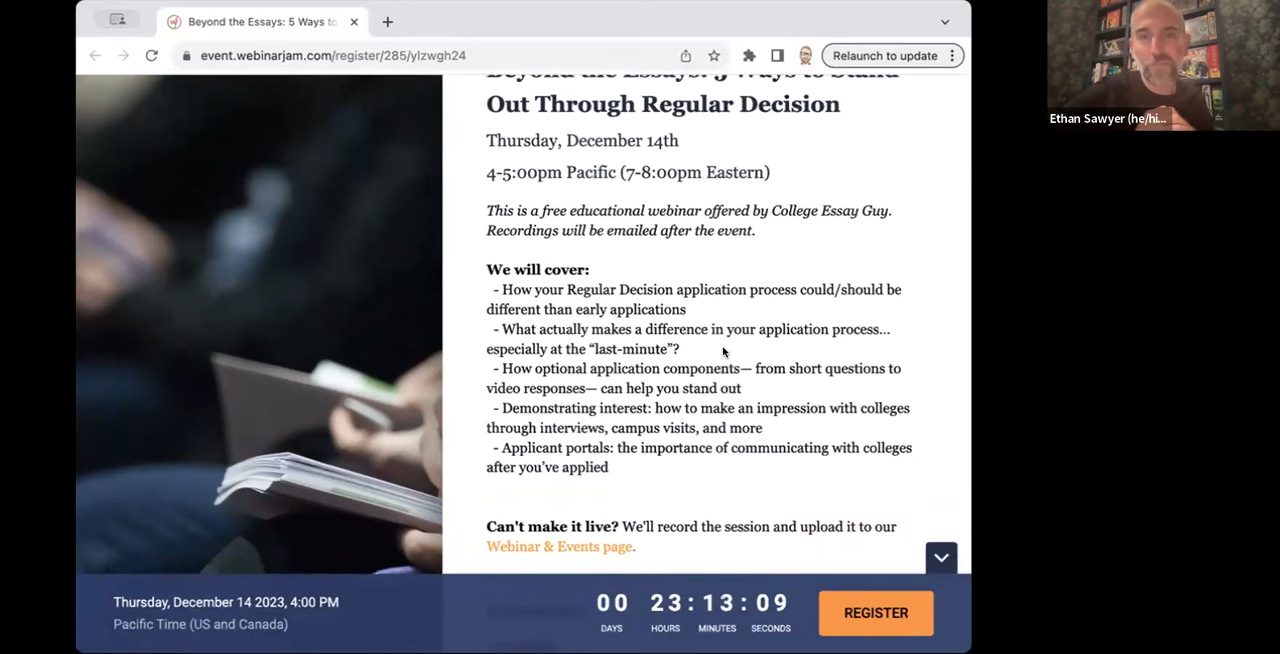 Beyond the Essays: 5 Ways to
event.webinarjam.com/register/285/ylzwgh24
Relaunch to update
Beyond the Essays: 5 Ways to Stand
Out Through Regular Decision
Thursday, December 14th
4-5:00pm Pacific (7-8:00pm Eastern)
This is a free educational webinar offered by College Essay Guy.
Recordings will be emailed after the event.
We will cover:
- How your Regular Decision application process could/should be
different than early applications
- What actually makes a difference in your application process...
especially at the “last-minute”?
- How optional application components— from short questions to
video responses— can help you stand out
- Demonstrating interest: how to make an impression with colleges
through interviews, campus visits, and more
- Applicant portals: the importance of communicating with colleges
after you’ve applied
Can't make it live? We'll record the session and upload it to our
Webinar & Events page.
Thursday, December 14 2023, 4:00 PM
Pacific Time (US and Canada)
00 23:13:09
DAYS HOURS MINUTES SECONDS
REGISTER
Ethan Sawyer (he/hi...